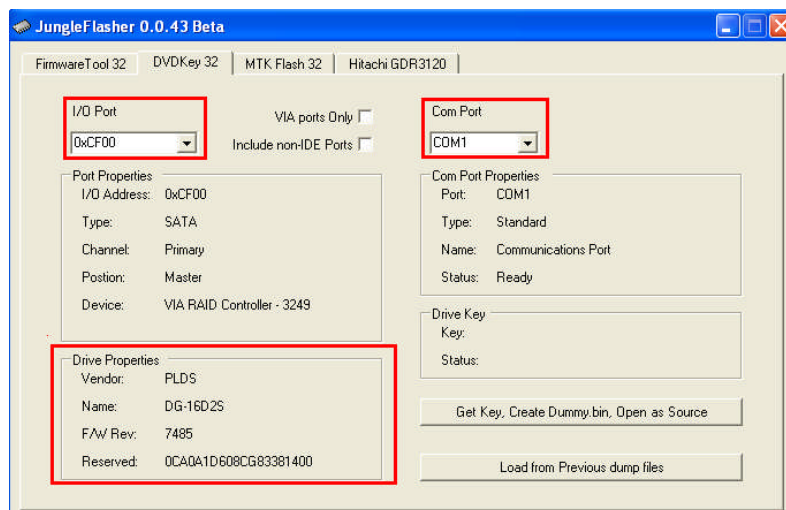 JungleFlasher 0.0.43 Beta
FirmwareTool 32 DVDKey 32 MTK Flash 32 Hitachi GDR3120
I/O Port
0xCF00
VIA ports Only
Include non-IDE Ports
Com Port
COM1
Port Properties
I/O Address: 0xCF00
Type: SATA
Channel: Primary
Postion: Master
Device: VIA RAID Controller - 3249
Com Port Properties
Port: COM1
Type: Standard
Name: Communications Port
Status: Ready
Drive Key
Key:
Status:
Drive Properties
Vendor: PLDS
Name: DG-16D2S
F/W Rev: 7485
Reserved: 0CA0A1D608CG83381400
Get Key, Create Dummy.bin, Open as Source
Load from Previous dump files